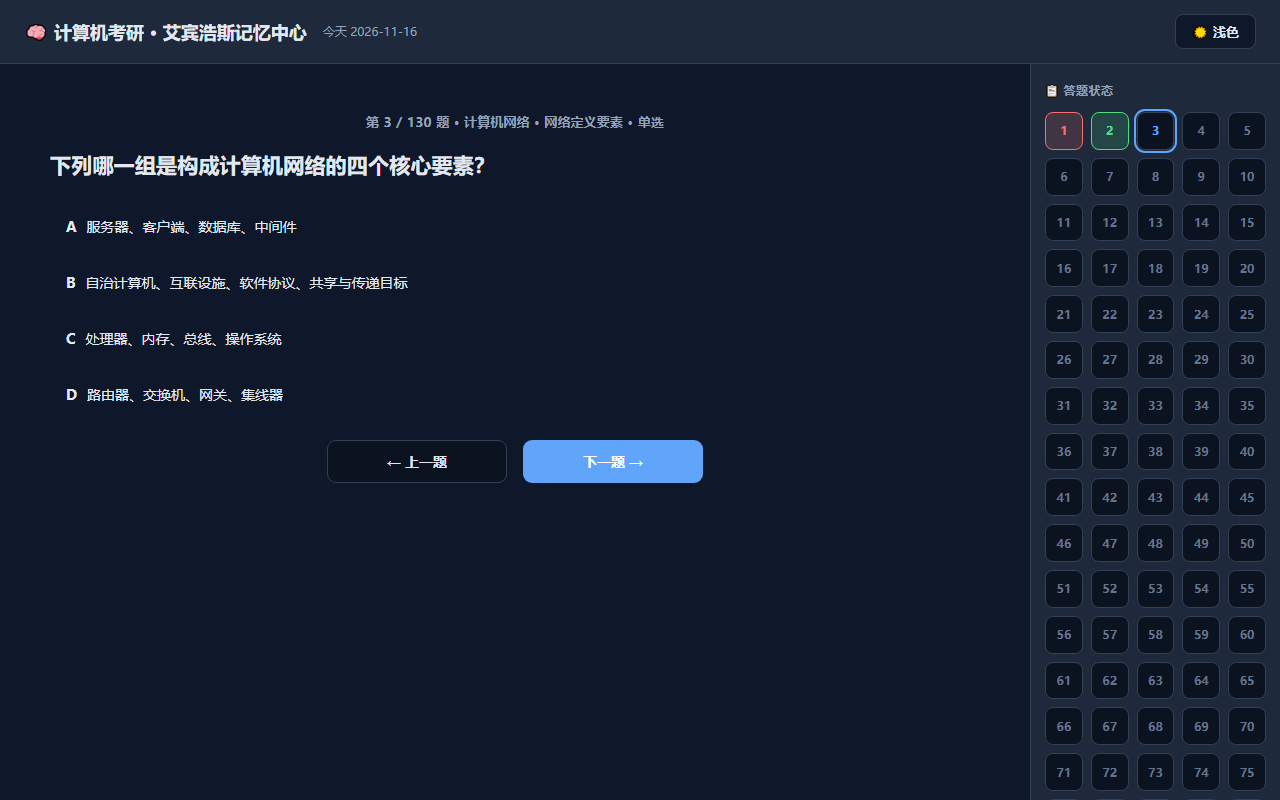 🧠 计算机考研 • 艾宾浩斯记忆中心 今天 2026-11-16
浅色
第 3 / 130 题 • 计算机网络 • 网络定义要素 • 单选
下列哪一组是构成计算机网络的四个核心要素?
A 服务器、客户端、数据库、中间件
B 自治计算机、互联设施、软件协议、共享与传递目标
C 处理器、内存、总线、操作系统
D 路由器、交换机、网关、集线器
← 上一题
下一题 →
📋 答题状态
1 2 3 4 5
6 7 8 9 10
11 12 13 14 15
16 17 18 19 20
21 22 23 24 25
26 27 28 29 30
31 32 33 34 35
36 37 38 39 40
41 42 43 44 45
46 47 48 49 50
51 52 53 54 55
56 57 58 59 60
61 62 63 64 65
66 67 68 69 70
71 72 73 74 75